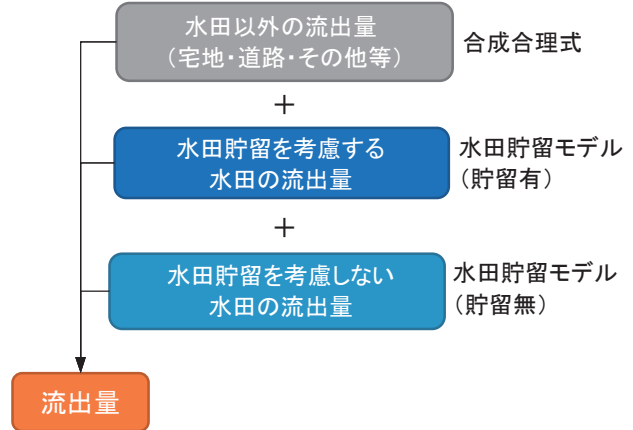 水田以外の流出量
（宅地・道路・その他等）
合成合理式
＋
水田貯留を考慮する
水田の流出量
水田貯留モデル
（貯留有）
＋
水田貯留を考慮しない
水田の流出量
水田貯留モデル
（貯留無）
流出量